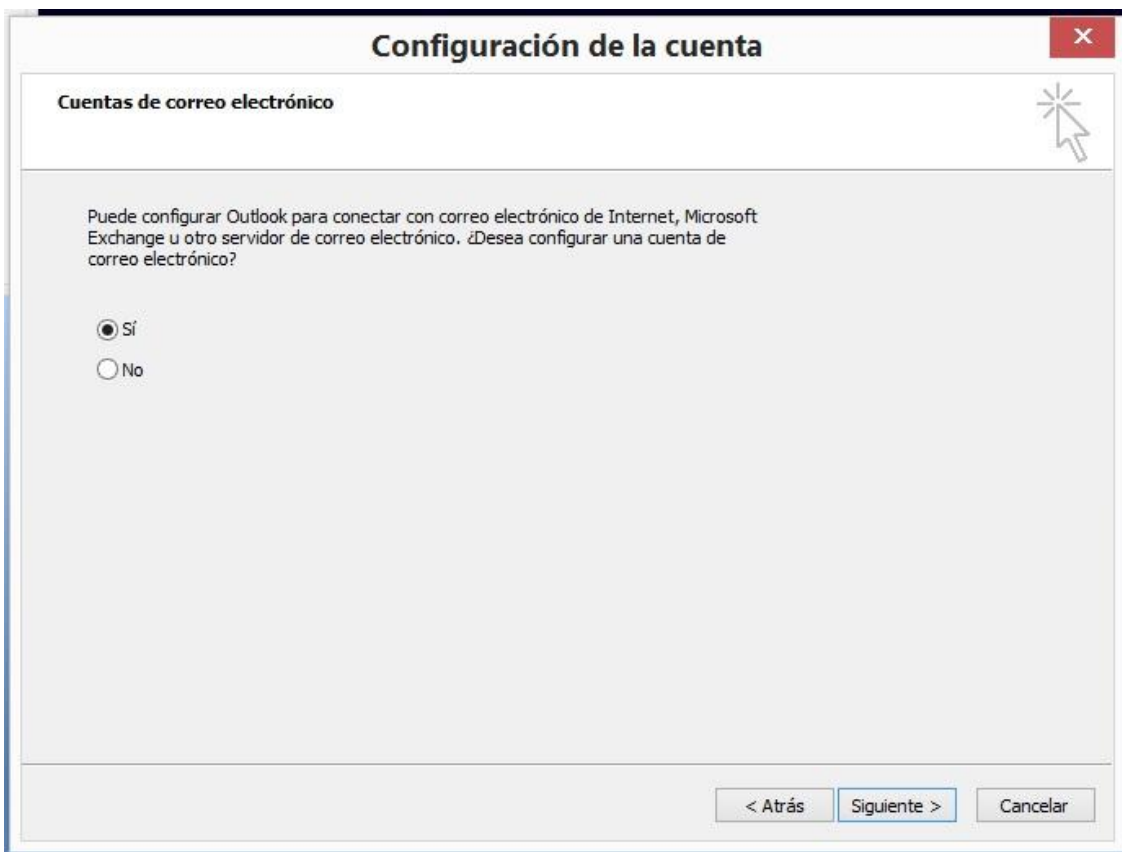 Configuración de la cuenta
Cuentas de correo electrónico
Puede configurar Outlook para conectar con correo electrónico de Internet, Microsoft
Exchange u otro servidor de correo electrónico. ¿Desea configurar una cuenta de
correo electrónico?
Sí
No
< Atrás Siguiente > Cancelar